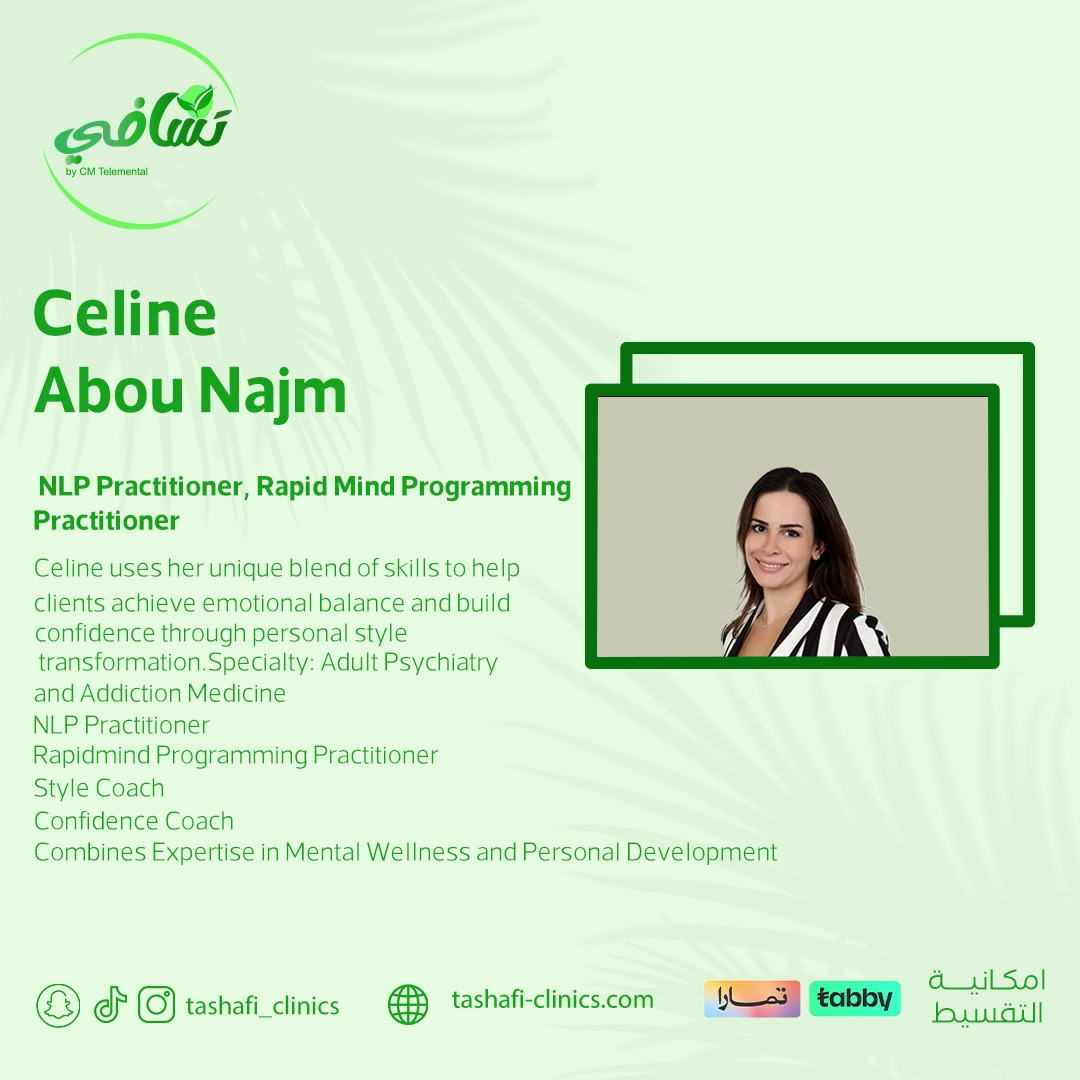 تشافي
by CM Telemental
Celine
Abou Najm
NLP Practitioner, Rapid Mind Programming
Practitioner
Celine uses her unique blend of skills to help
clients achieve emotional balance and build
confidence through personal style
transformation.Specialty: Adult Psychiatry
and Addiction Medicine
NLP Practitioner
Rapidmind Programming Practitioner
Style Coach
Confidence Coach
Combines Expertise in Mental Wellness and Personal Development
tashafi_clinics
tashafi-clinics.com
تمارا
tabby
امكانيـــة
التقسيط